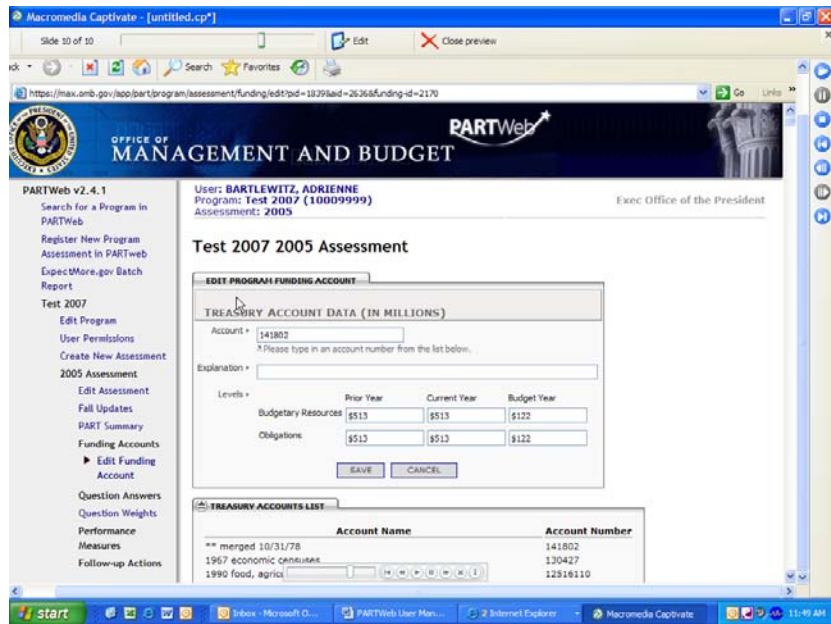 Macromedia Captivate - [untitled.cp*]
Slide 10 of 10
Edit
Close preview
Search
Favorites
https://max.omb.gov/app/part/program/assessment/funding/edit?pid=1839&aid=2636&funding-id=2170
Go
Links
OFFICE OF
MANAGEMENT AND BUDGET
PARTWeb
PARTWeb v2.4.1
Search for a Program in
PARTWeb
Register New Program
Assessment in PARTweb
ExpectMore.gov Batch
Report
Test 2007
Edit Program
User Permissions
Create New Assessment
2005 Assessment
Edit Assessment
Fall Updates
PART Summary
Funding Accounts
Edit Funding
Account
Question Answers
Question Weights
Performance
Measures
Follow-up Actions
User: BARTLEWITZ, ADRIENNE
Program: Test 2007 (10009999)
Assessment: 2005
Exec Office of the President
Test 2007 2005 Assessment
EDIT PROGRAM FUNDING ACCOUNT
TREASURY ACCOUNT DATA (IN MILLIONS)
Account
141802
Please type in an account number from the list below.
Explanation
Levels
Prior Year Current Year Budget Year
Budgetary Resources $513 $513 $122
Obligations $513 $513 $122
SAVE CANCEL
TREASURY ACCOUNTS LIST
Account Name Account Number
** merged 10/31/78 141802
1967 economic censuses 130427
1990 food, agricu 12516110
start
Inbox - Microsoft O...
PARTWeb User Man...
2 Internet Explorer
Macromedia Captivate
11:49 AM